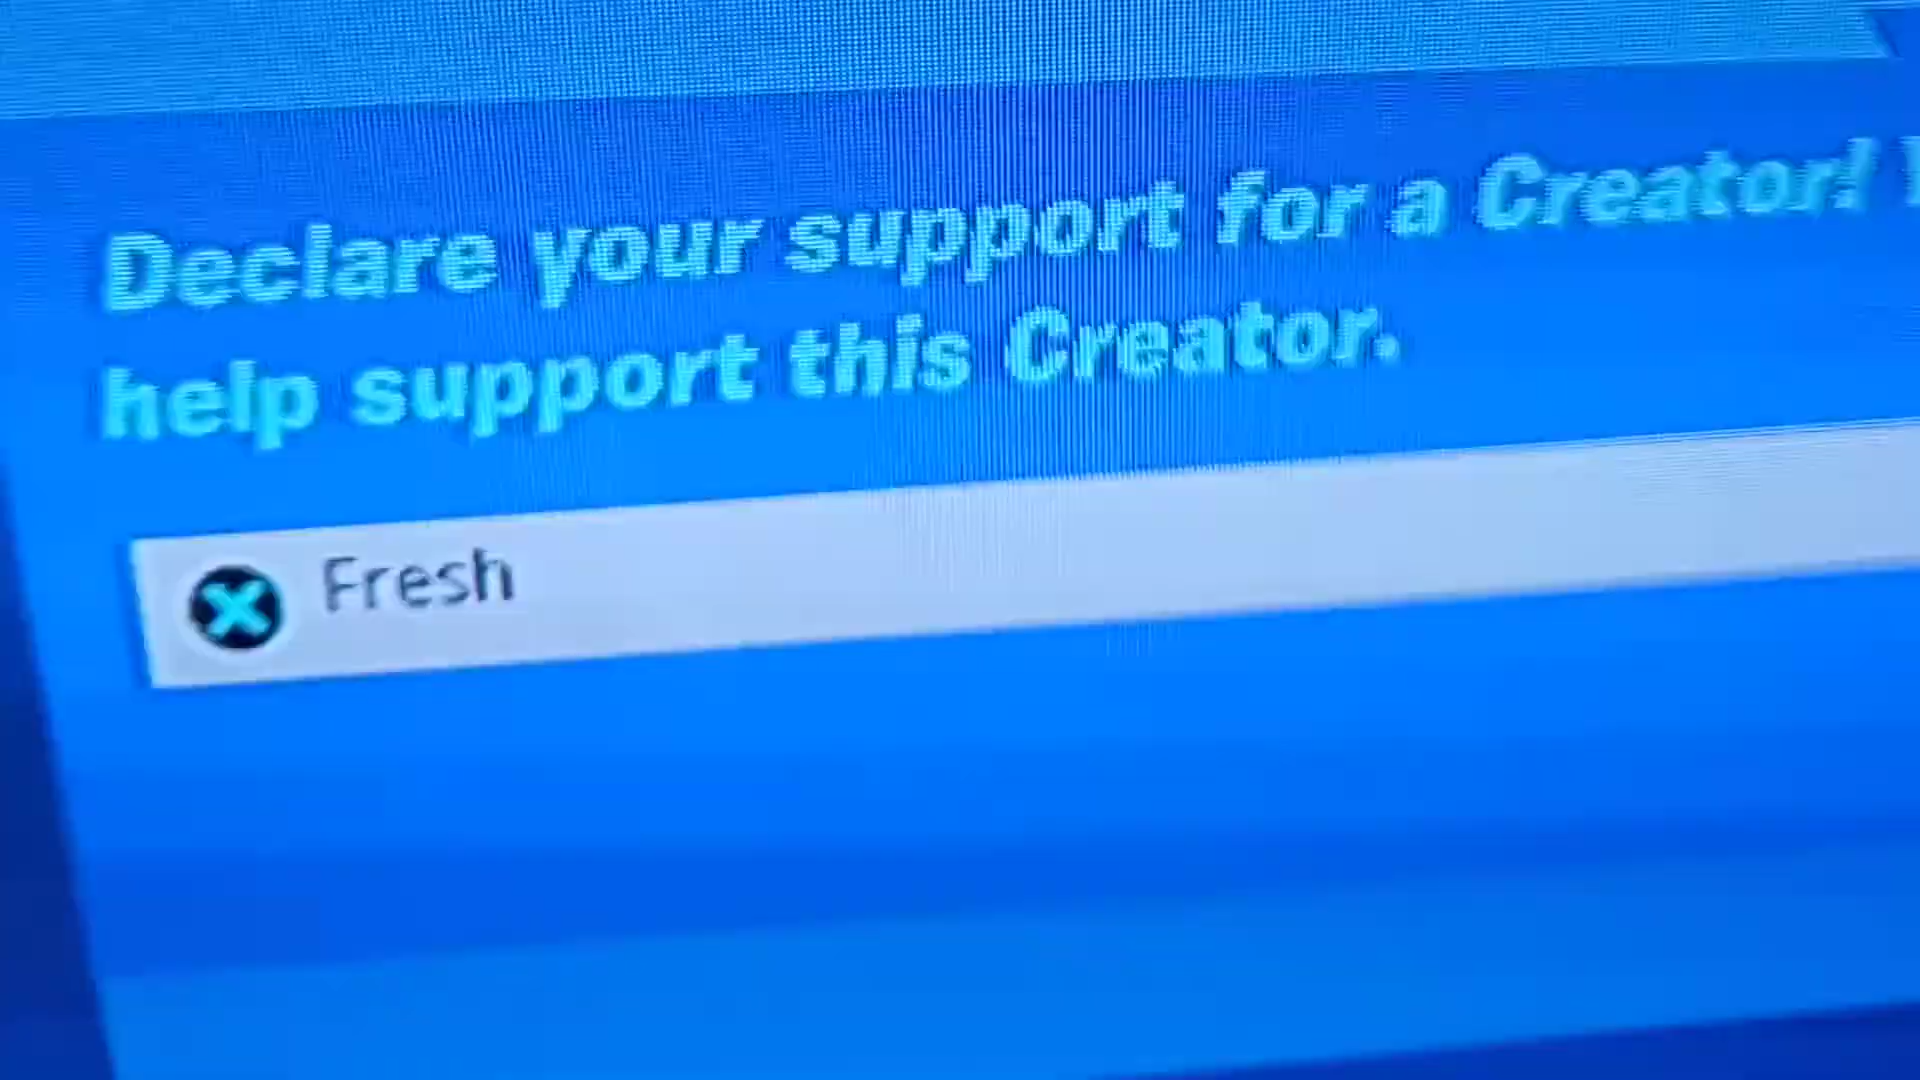 Declare your support for a Creator!
help support this Creator.
Fresh